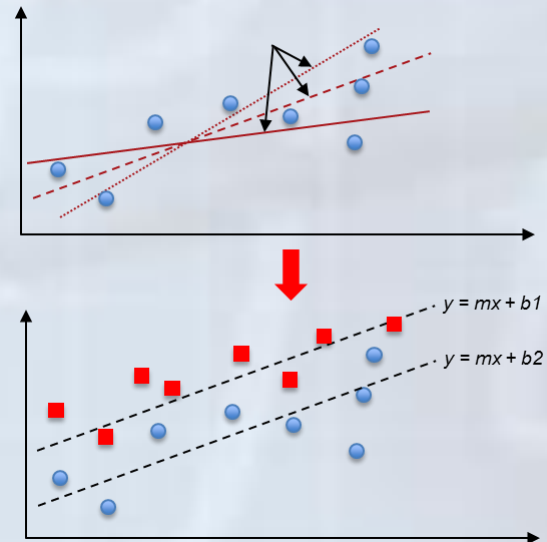 y = mx + b1
y = mx + b2